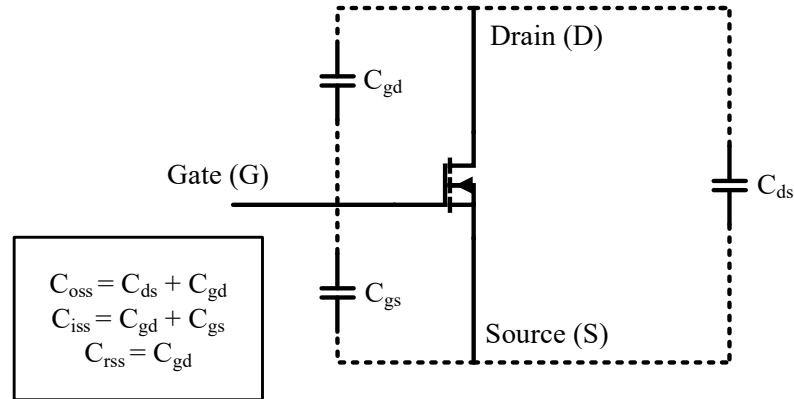 Drain (D)
C_gd
Gate (G)
C_ds
C_gs
C_oss = C_ds + C_gd
C_iss = C_gd + C_gs
C_rss = C_gd
Source (S)